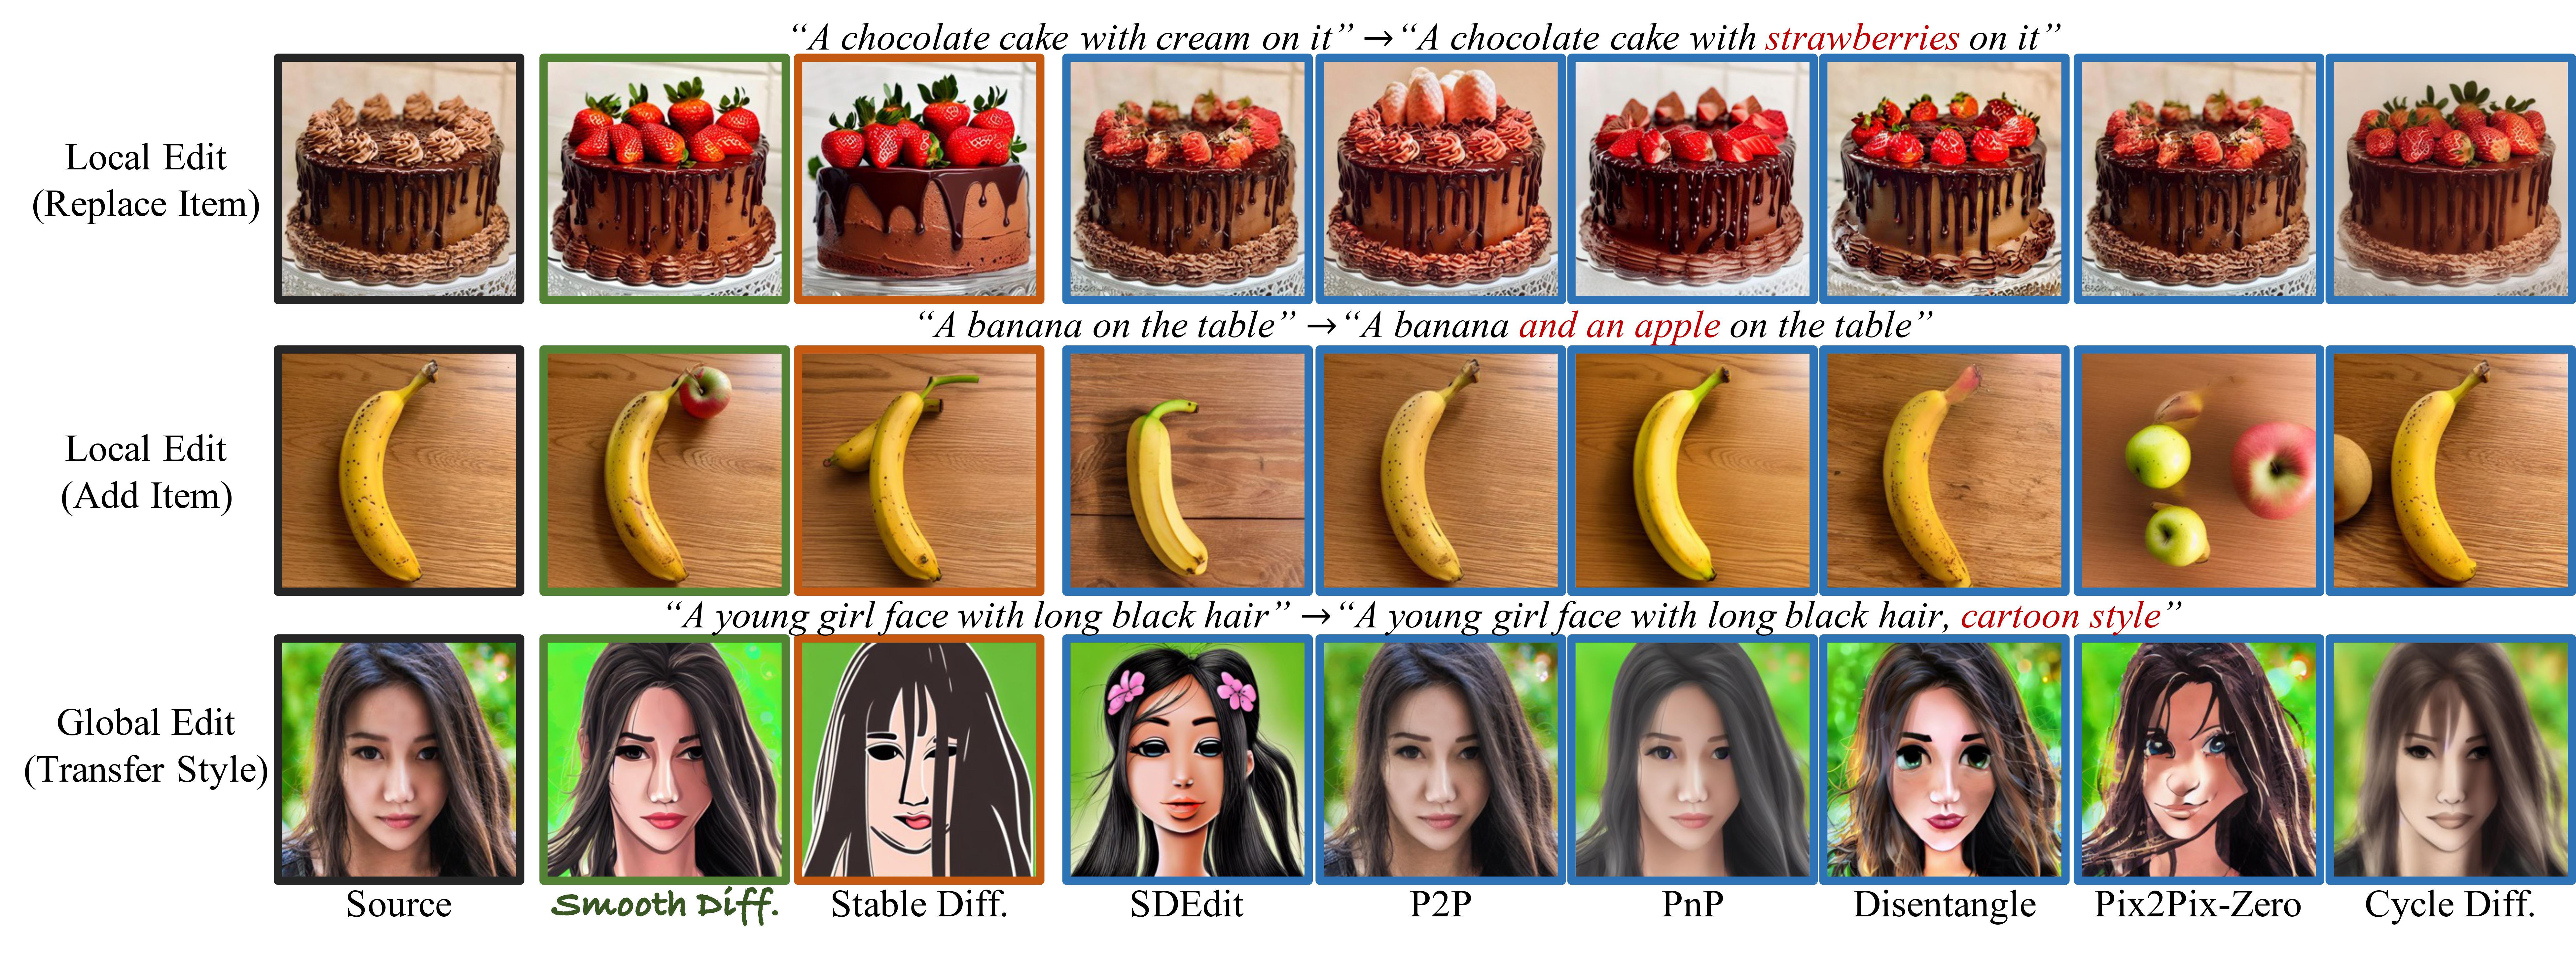 “A chocolate cake with cream on it” → “A chocolate cake with strawberries on it”
Local Edit
(Replace Item)
“A banana on the table” → “A banana and an apple on the table”
Local Edit
(Add Item)
“A young girl face with long black hair” → “A young girl face with long black hair, cartoon style”
Global Edit
(Transfer Style)
Source Smooth Diff. Stable Diff. SDEdit P2P PnP Disentangle Pix2Pix-Zero Cycle Diff.